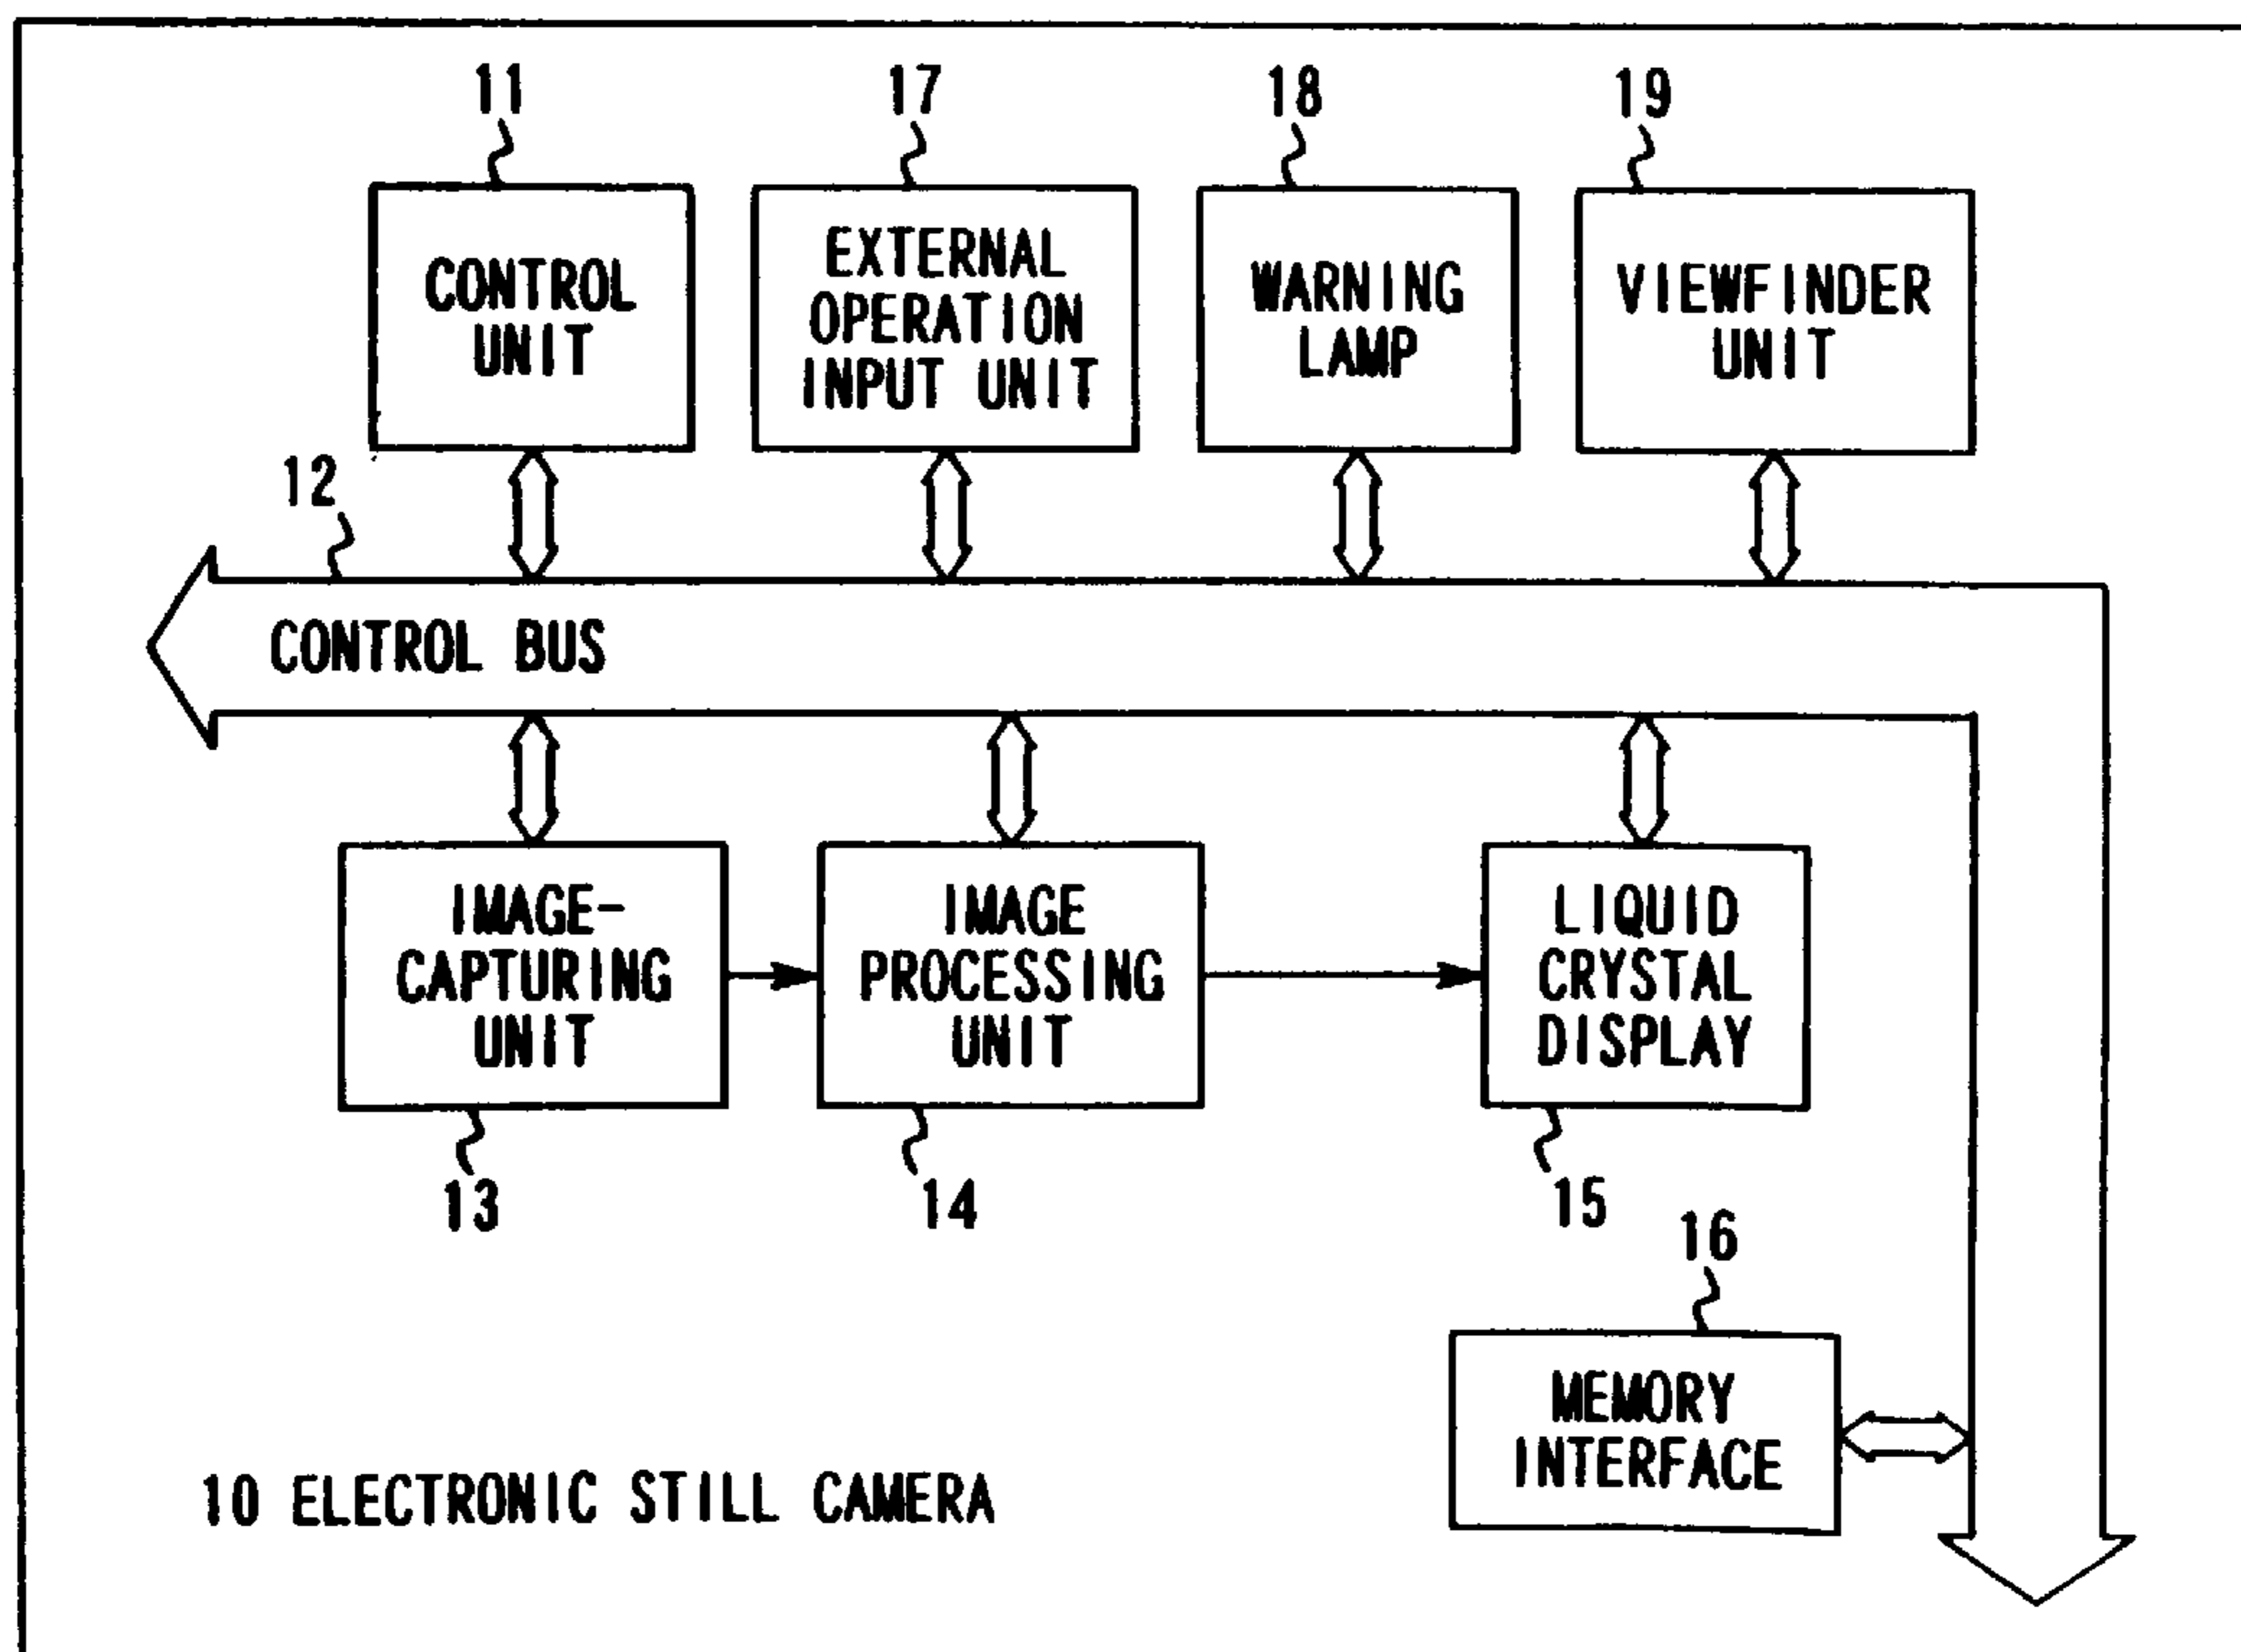 11
17
18
19
CONTROL
UNIT
EXTERNAL
OPERATION
INPUT UNIT
WARNING
LAMP
VIEWFINDER
UNIT
12
CONTROL BUS
IMAGE-
CAPTURING
UNIT
IMAGE
PROCESSING
UNIT
LIQUID
CRYSTAL
DISPLAY
13
14
15
16
MEMORY
INTERFACE
10 ELECTRONIC STILL CAMERA